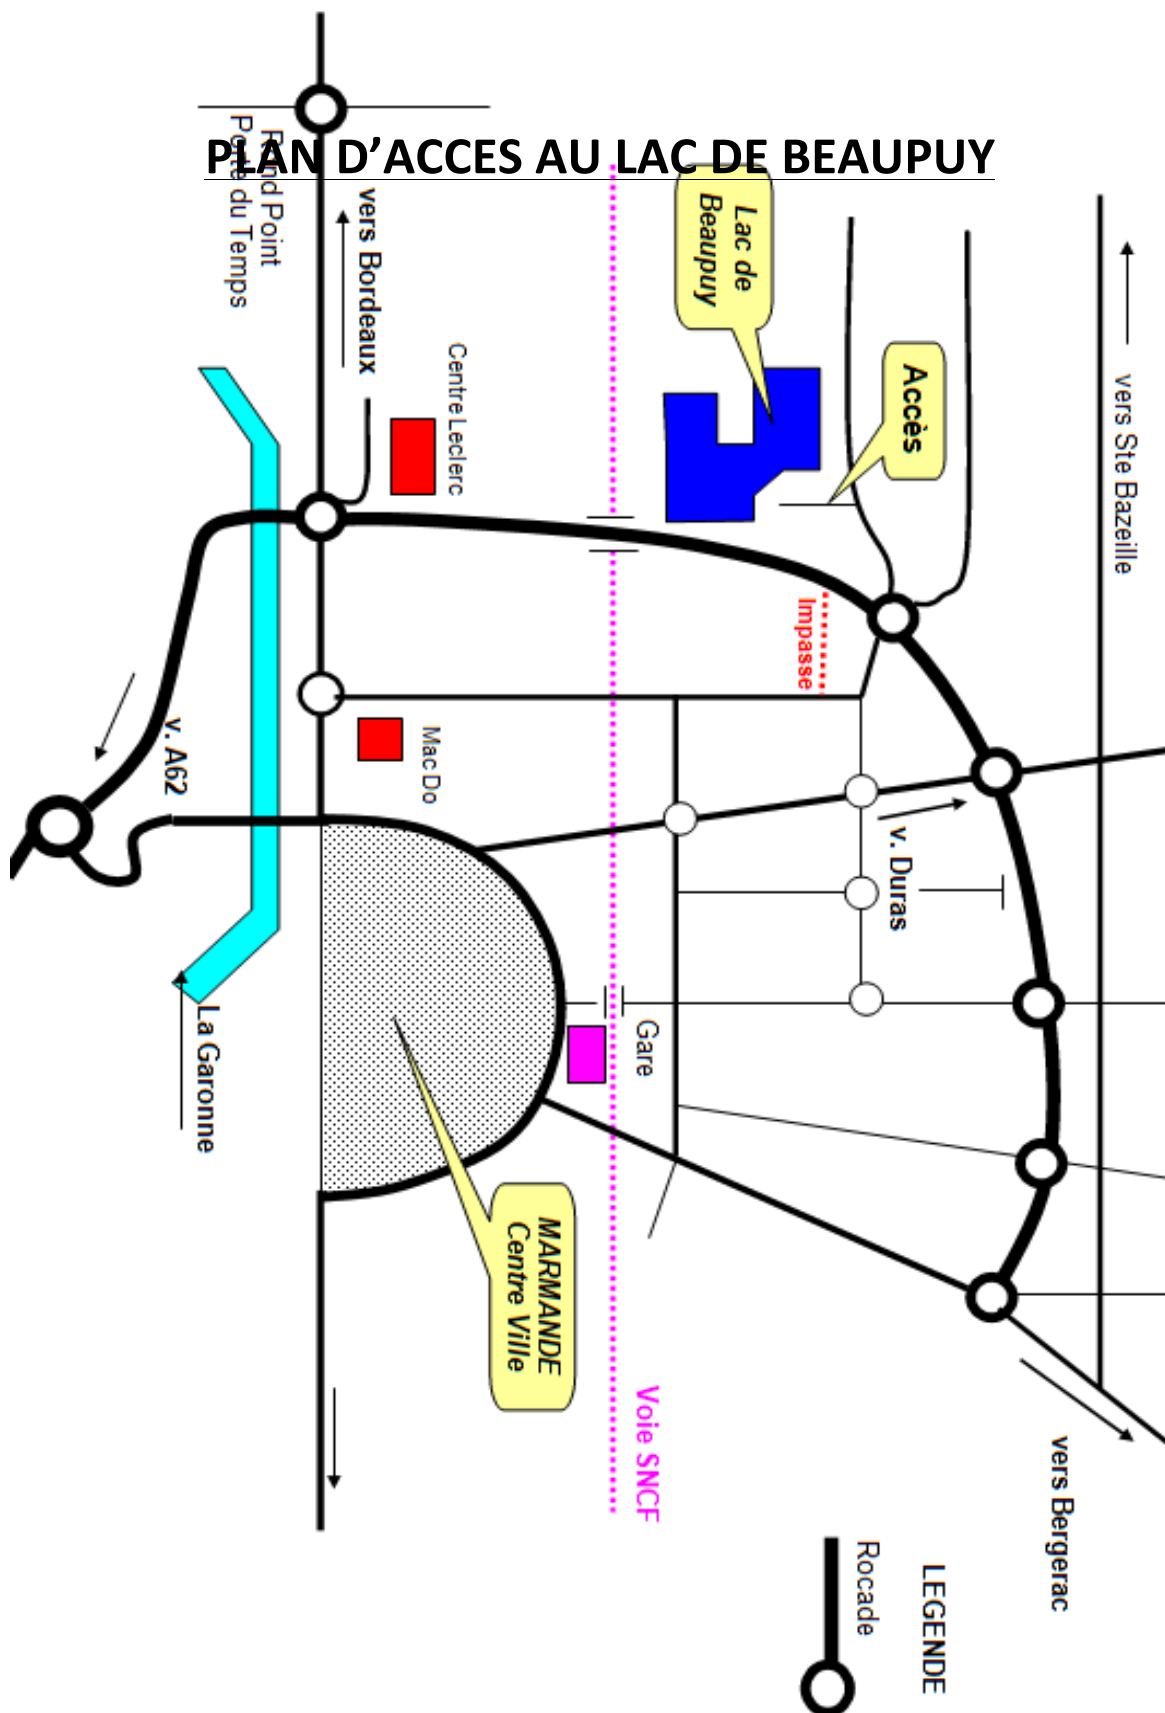 PLAN D’ACCES AU LAC DE BEAUPUY
Rond Point
Porte du Temps
vers Bordeaux
Centre Leclerc
Lac de
Beaupuy
Accès
vers Ste Bazeille
Impasse
Mac Do
v. A62
v. Duras
La Garonne
Gare
MARMANDE
Centre Ville
Voie SNCF
vers Bergerac
LEGENDE
Rocade